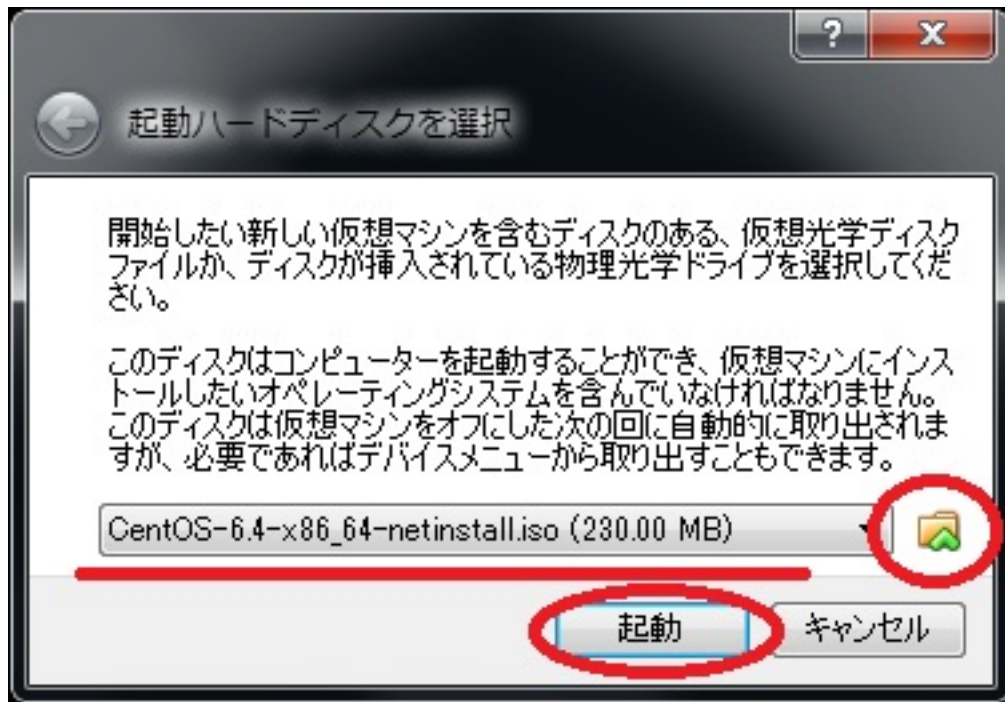 ?
起動ハードディスクを選択
開始したい新しい仮想マシンを含むディスクのある、仮想光学ディスク
ファイルか、ディスクが挿入されている物理光学ドライブを選択してくだ
さい。
このディスクはコンピューターを起動することができ、仮想マシンにインス
トールしたいオペレーティングシステムを含んでいなければなりません。
このディスクは仮想マシンをオフにした次の回に自動的に取り出されま
すが、必要であればデバイスメニューから取り出すこともできます。
CentOS-6.4-x86_64-netinstall.iso (230.00 MB)
起動 キャンセル